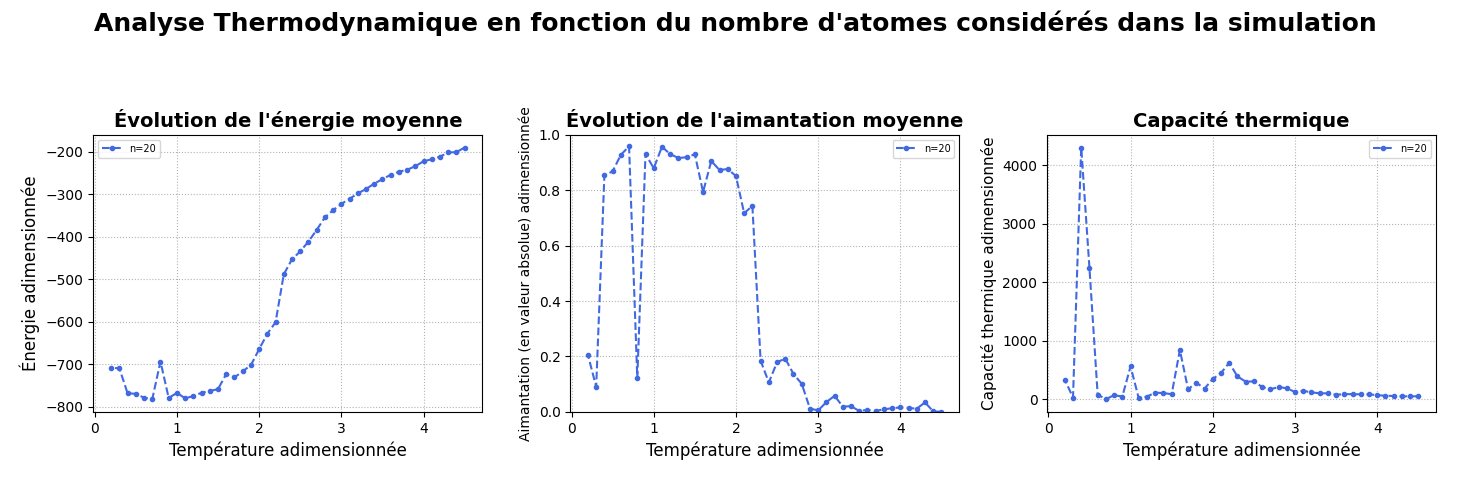 Analyse Thermodynamique en fonction du nombre d'atomes considérés dans la simulation
Évolution de l'énergie moyenne
n=20
Énergie adimensionnée
−200
−300
−400
−500
−600
−700
−800
0 1 2 3 4
Température adimensionnée
Évolution de l'aimantation moyenne
n=20
Aimantation (en valeur absolue) adimensionnée
1.0
0.8
0.6
0.4
0.2
0.0
0 1 2 3 4
Température adimensionnée
Capacité thermique
n=20
Capacité thermique adimensionnée
4000
3000
2000
1000
0
0 1 2 3 4
Température adimensionnée